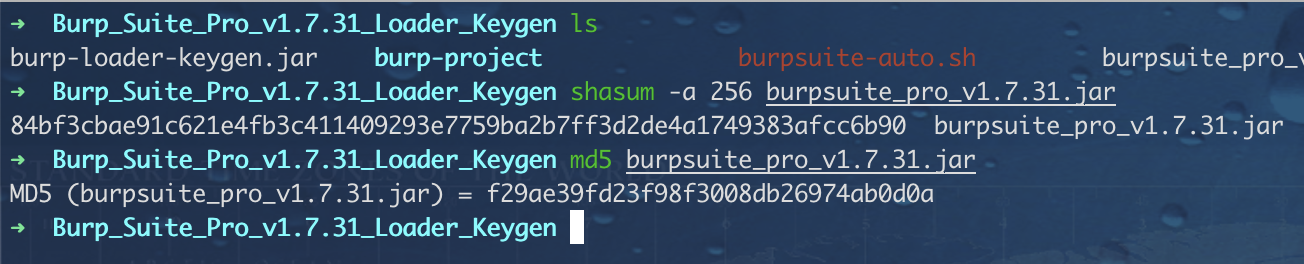 ➜ Burp_Suite_Pro_v1.7.31_Loader_Keygen ls
burp-loader-keygen.jar burp-project burpsuite-auto.sh burpsuite_pro_v
➜ Burp_Suite_Pro_v1.7.31_Loader_Keygen shasum -a 256 burpsuite_pro_v1.7.31.jar
84bf3cbae91c621e4fb3c411409293e7759ba2b7ff3d2de4a1749383afcc6b90 burpsuite_pro_v1.7.31.jar
➜ Burp_Suite_Pro_v1.7.31_Loader_Keygen md5 burpsuite_pro_v1.7.31.jar
MD5 (burpsuite_pro_v1.7.31.jar) = f29ae39fd23f98f3008db26974ab0d0a
➜ Burp_Suite_Pro_v1.7.31_Loader_Keygen